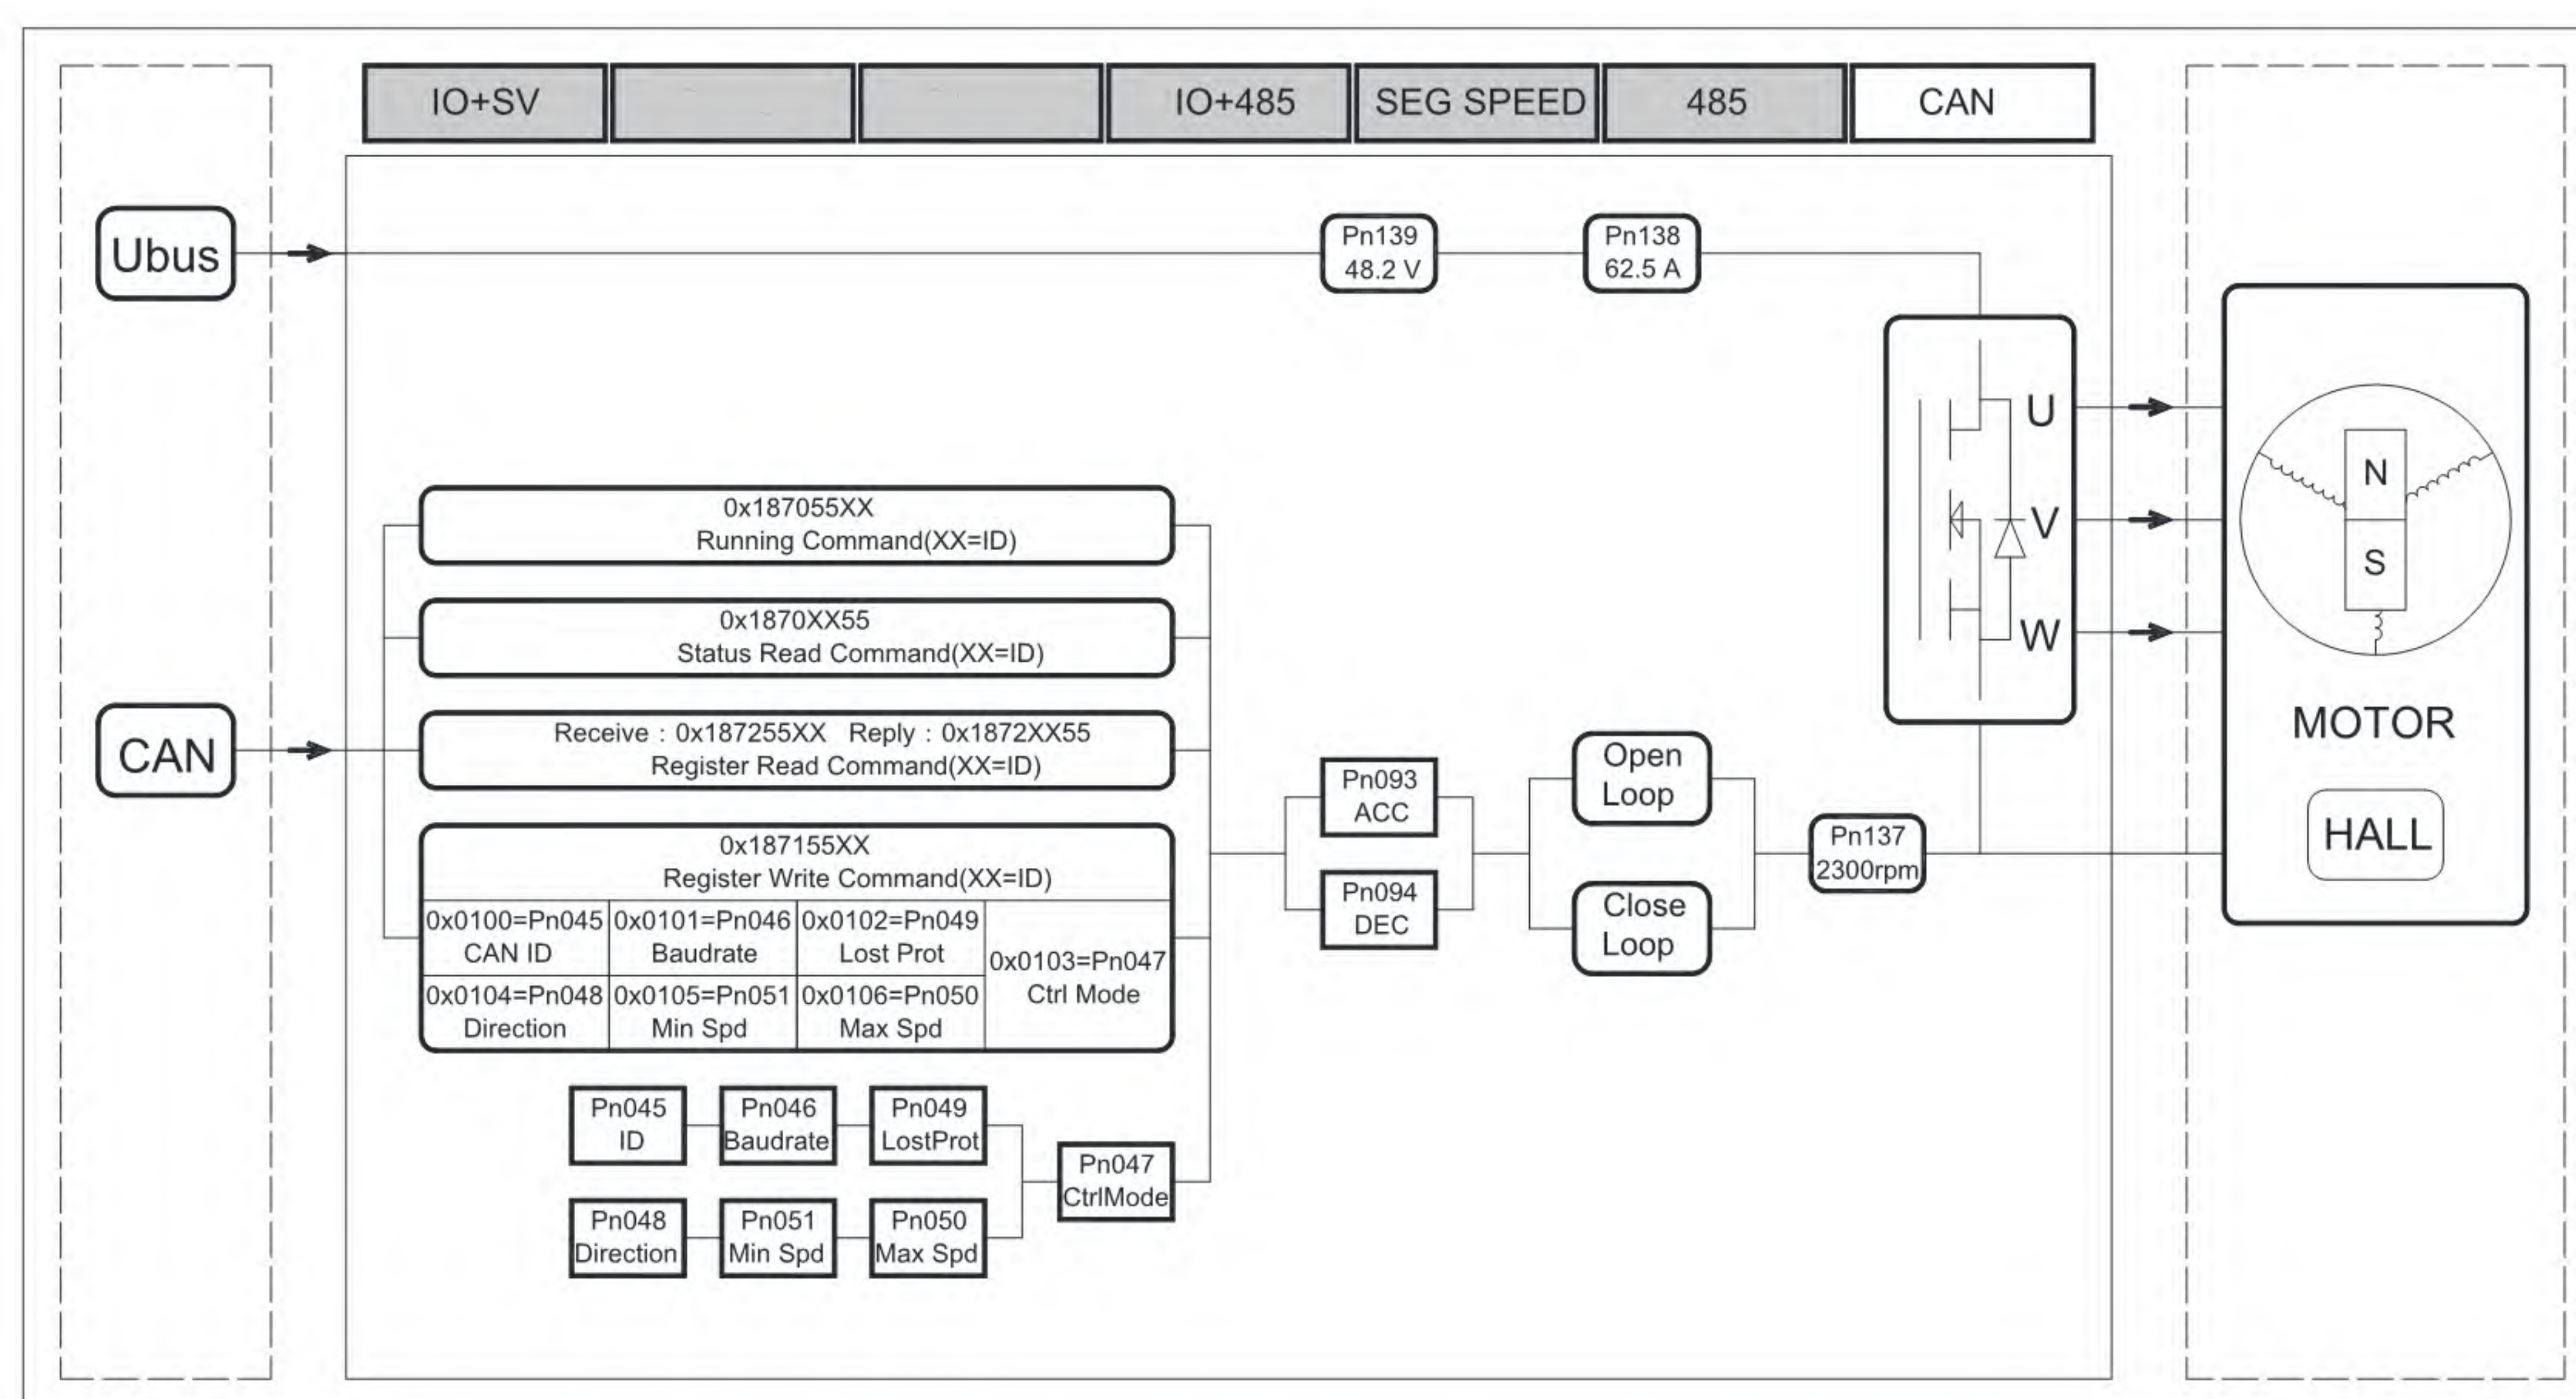 IO+SV
IO+485
SEG SPEED
485
CAN
Ubus
Pn139
48.2 V
Pn138
62.5 A
U
V
W
N
S
MOTOR
HALL
CAN
0x187055XX
Running Command(XX=ID)
0x1870XX55
Status Read Command(XX=ID)
Receive : 0x187255XX Reply : 0x1872XX55
Register Read Command(XX=ID)
0x187155XX
Register Write Command(XX=ID)
0x0100=Pn045
CAN ID
0x0101=Pn046
Baudrate
0x0102=Pn049
Lost Prot
0x0103=Pn047
Ctrl Mode
0x0104=Pn048
Direction
0x0105=Pn051
Min Spd
0x0106=Pn050
Max Spd
Pn093
ACC
Pn094
DEC
Open
Loop
Close
Loop
Pn137
2300rpm
Pn045
ID
Pn046
Baudrate
Pn049
LostProt
Pn047
CtrlMode
Pn048
Direction
Pn051
Min Spd
Pn050
Max Spd